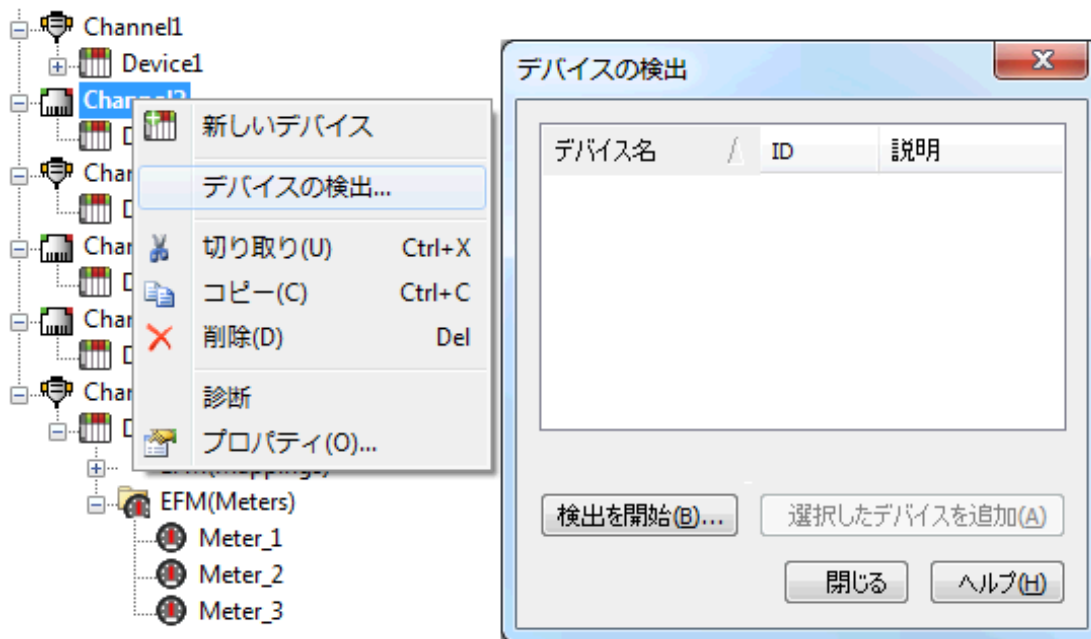 Channel1
Device1
新しいデバイス
デバイスの検出...
切り取り(U) Ctrl+X
コピー(C) Ctrl+C
削除(D) Del
診断
プロパティ(O)...
EFM(Meters)
Meter_1
Meter_2
Meter_3
デバイスの検出
デバイス名 ID 説明
検出を開始(B)... 選択したデバイスを追加(A)
閉じる ヘルプ(H)